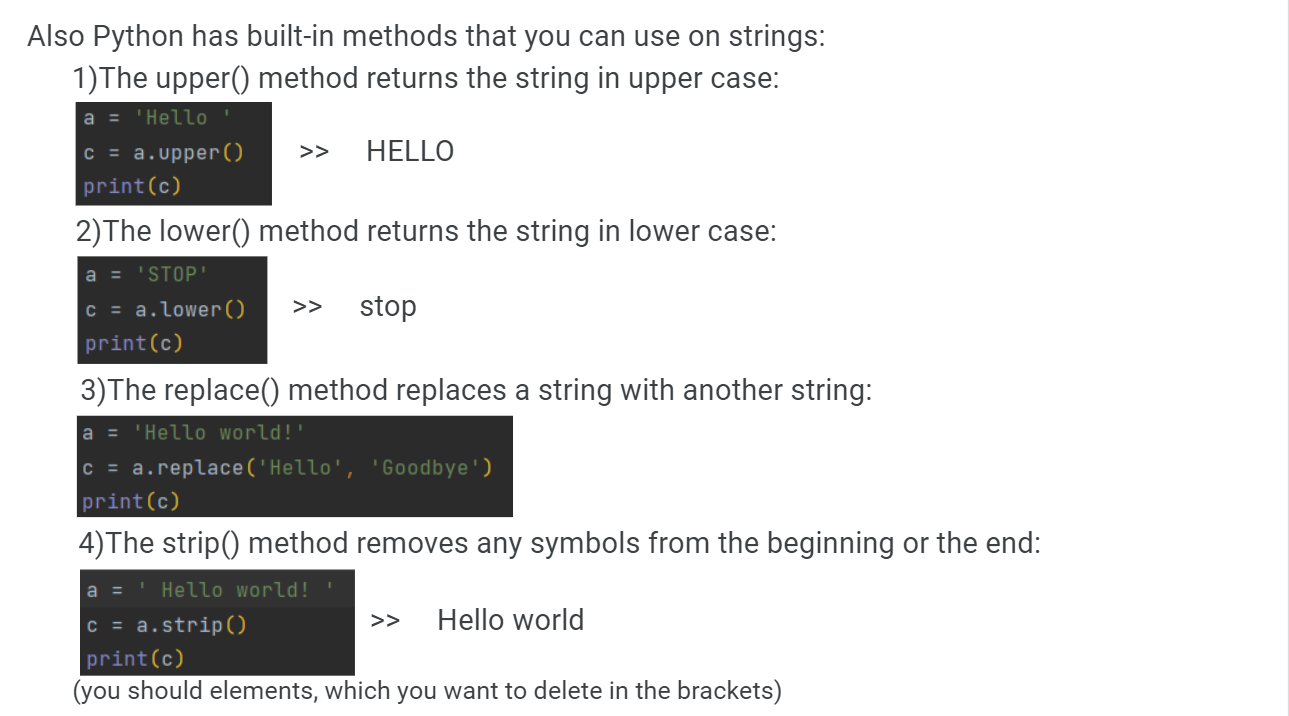 Also Python has built-in methods that you can use on strings:
1)The upper() method returns the string in upper case:
a = 'Hello '
c = a.upper()
print(c)
>> HELLO
2)The lower() method returns the string in lower case:
a = 'STOP'
c = a.lower()
print(c)
>> stop
3)The replace() method replaces a string with another string:
a = 'Hello world!'
c = a.replace('Hello', 'Goodbye')
print(c)
4)The strip() method removes any symbols from the beginning or the end:
a = ' Hello world! '
c = a.strip()
print(c)
>> Hello world
(you should elements, which you want to delete in the brackets)